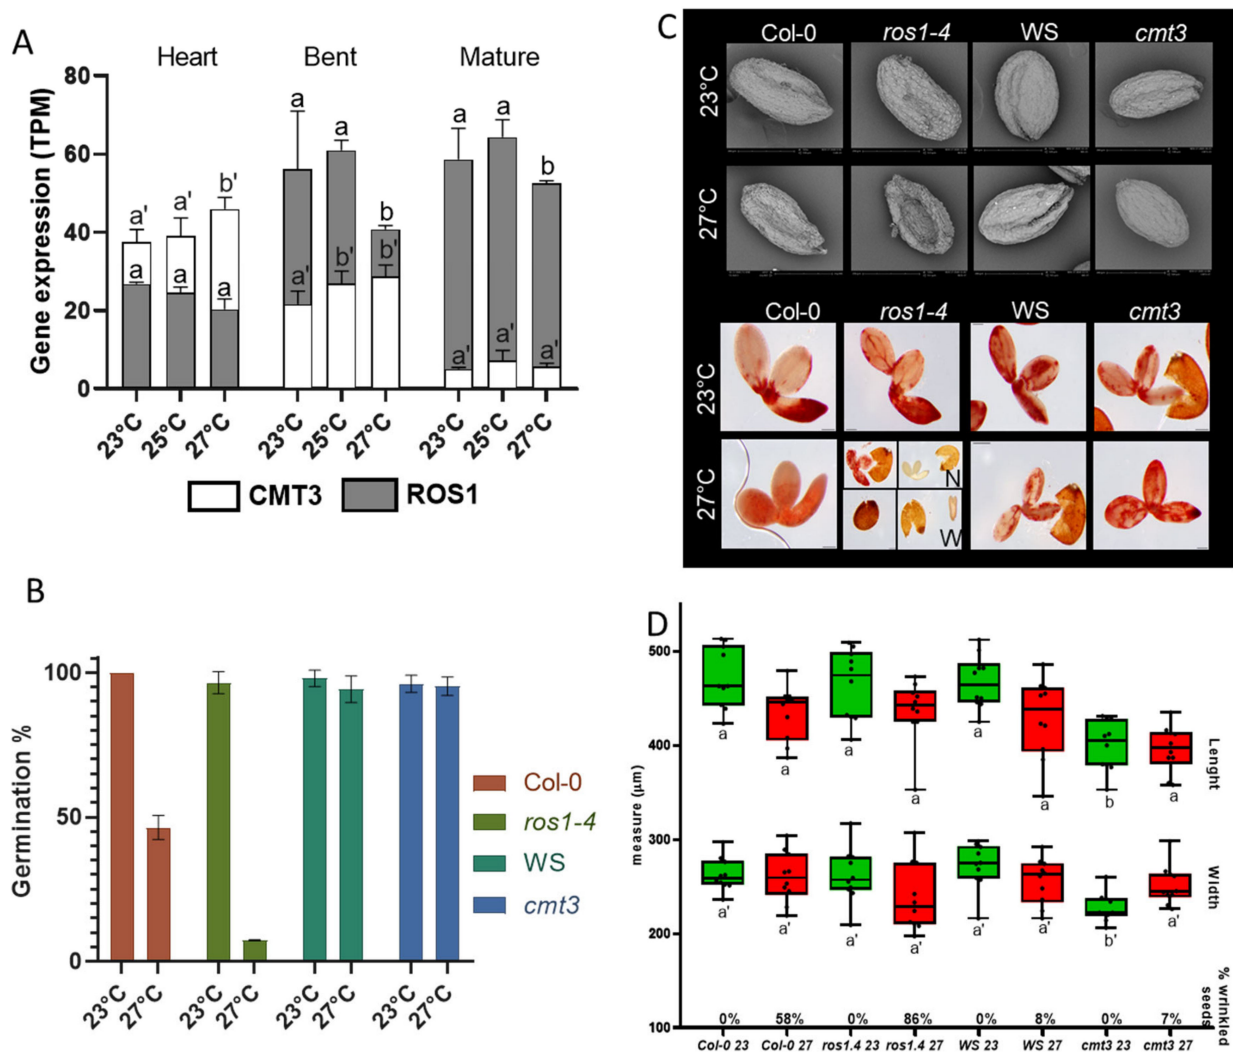 A
Heart Bent Mature
Gene expression (TPM)
80
60
40
20
0
a' a' b'
a a a
a a b
a' b' b'
a a b
a' a' a'
23°C 25°C 27°C 23°C 25°C 27°C 23°C 25°C 27°C
CMT3 ROS1
B
Germination %
100
50
0
23°C 27°C 23°C 27°C 23°C 27°C 23°C 27°C
Col-0
ros1-4
WS
cmt3
C
Col-0 ros1-4 WS cmt3
23°C
27°C
Col-0 ros1-4 WS cmt3
23°C
27°C
N
W
D
measure (µm)
500
400
300
200
100
a a a a a a b a
a' a' a' a' a' a' b' a'
Lenght
Width
% wrinkled
seeds
0% 58% 0% 86% 0% 8% 0% 7%
Col-0 23 Col-0 27 ros1.4 23 ros1.4 27 WS 23 WS 27 cmt3 23 cmt3 27